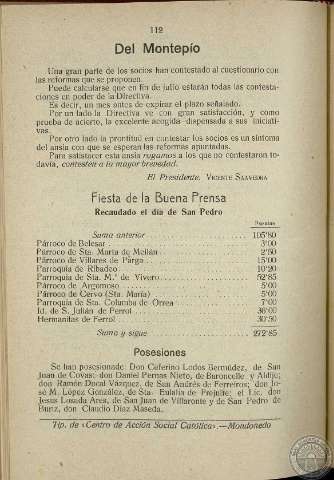 112
Del Montepío
Una gran parte de los socios han contestado al cuestionario con
las reformas que se proponen.
Puede calcularse que en fin de julio estarán todas las contesta-
ciones en poder de la Directiva.
Es decir, un mes antes de expirar el plazo señalado.
Por un lado la Directiva ve con gran satisfacción, y como
prueba de acierto, la excelente acogida dispensada a sus iniciati-
vas.
Por otro lado la prontitud en contestar los socios es un síntoma
del ansia con que se esperan las reformas apuntadas.
Para satisfacer esta ansia rogamos a los que no contestaron to-
davía, contesten a la mayor brevedad.
El Presidente, VICENTE SAAVEDRA
Fiesta de la Buena Prensa
Recaudado el día de San Pedro
Pesetas
Suma anterior 105'80
Párroco de Belesar 3'00
Párroco de Sta. María de Meilán 2'50
Párroco de Villares de Parga 15'00
Parroquia de Ribadeo 10'20
Parroquia de Sta. M.ª de Vivero 52'85
Párroco de Argomoso 5'00
Párroco de Cervo (Sta. María) 5'00
Parroquia de Sta. Columba de Orrea 7'00
Id. de S. Julián de Ferrol 36'00
Hermanitas de Ferrol 30'50
Suma y sigue 272'85
Posesiones
Se han posesionado: Don Ceferino Lodos Bermúdez, de San
Juan de Covas; don Daniel Pernas Nieto, de Baroncelle y Aldije;
don Ramón Docal Vázquez, de San Andrés de Ferreiros; don Jo-
sé M. López González, de Sta. Eulalia de Frejulfe; el Lic. don
Jesús Losada Area, de San Juan de Villaronte y de San Pedro de
Buriz, don Claudio Díaz Maseda.
Tip. de «Centro de Acción Social Católica».—Mondoñedo